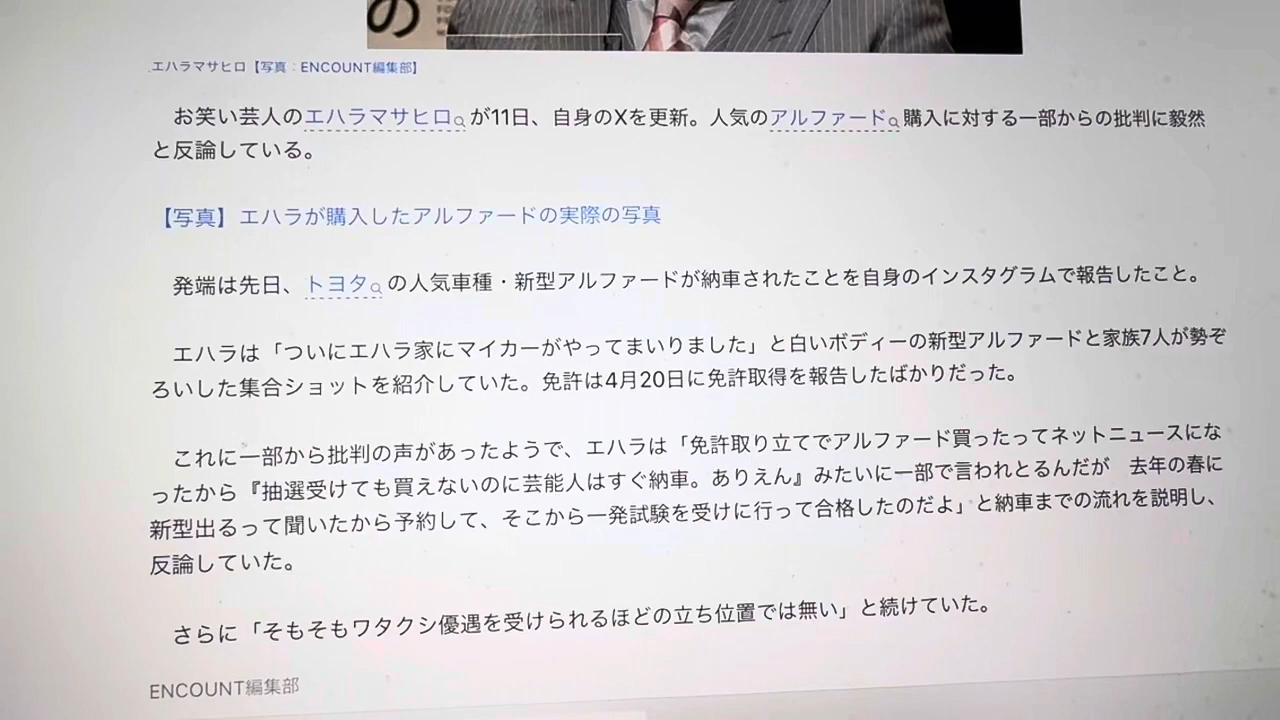 の
エハラマサヒロ【写真：ENCOUNT編集部】
お笑い芸人のエハラマサヒロが11日、自身のXを更新。人気のアルファード購入に対する一部からの批判に毅然
と反論している。
【写真】エハラが購入したアルファードの実際の写真
発端は先日、トヨタの人気車種・新型アルファードが納車されたことを自身のインスタグラムで報告したこと。
エハラは「ついにエハラ家にマイカーがやってまいりました」と白いボディーの新型アルファードと家族7人が勢ぞ
ろいした集合ショットを紹介していた。免許は4月20日に免許取得を報告したばかりだった。
これに一部から批判の声があったようで、エハラは「免許取り立てでアルファード買ったってネットニュースにな
ったから『抽選受けても買えないのに芸能人はすぐ納車。ありえん』みたいに一部で言われとるんだが　去年の春に
新型出るって聞いたから予約して、そこから一発試験を受けに行って合格したのだよ」と納車までの流れを説明し、
反論していた。
さらに「そもそもワタクシ優遇を受けられるほどの立ち位置では無い」と続けていた。
ENCOUNT編集部